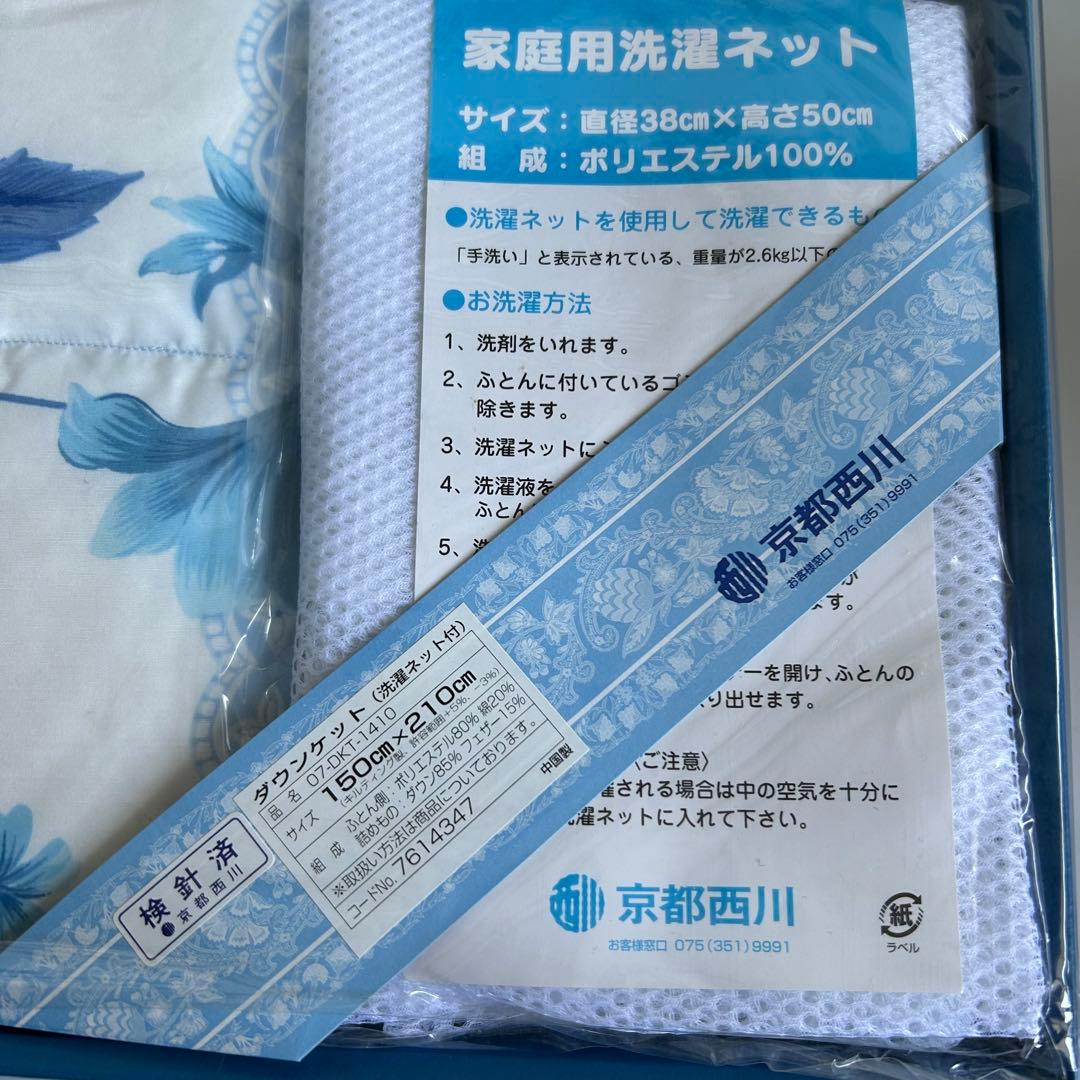 家庭用洗濯ネット
サイズ：直径38cm×高さ50cm
組　成：ポリエステル100%
●洗濯ネットを使用して洗濯できるも
「手洗い」と表示されている、重量が2.6kg以下の
●お洗濯方法
1、洗剤をいれます。
2、ふとんに付いているゴ
除きます。
3、洗濯ネットに
4、洗濯液を
ふとん
5、
が
ます。
ーを開け、ふとんの
り出せます。
〈ご注意〉
される場合は中の空気を十分に
洗濯ネットに入れて下さい。
京都西川
お客様窓口 075(351)9991
紙
ラベル
京都西川
お客様窓口 075(351)9991
ダウンケット(洗濯ネット付)
品名 07-DKT.1410
サイズ 150cm×210cm
(キルティング製、許容範囲+5%、-3%)
組成 ふとん側：ポリエステル80% 綿20%
詰めもの：ダウン85% フェザー15%
※取扱い方法は商品についております。
コードNo. 7614347
中国製
検針済
京都西川